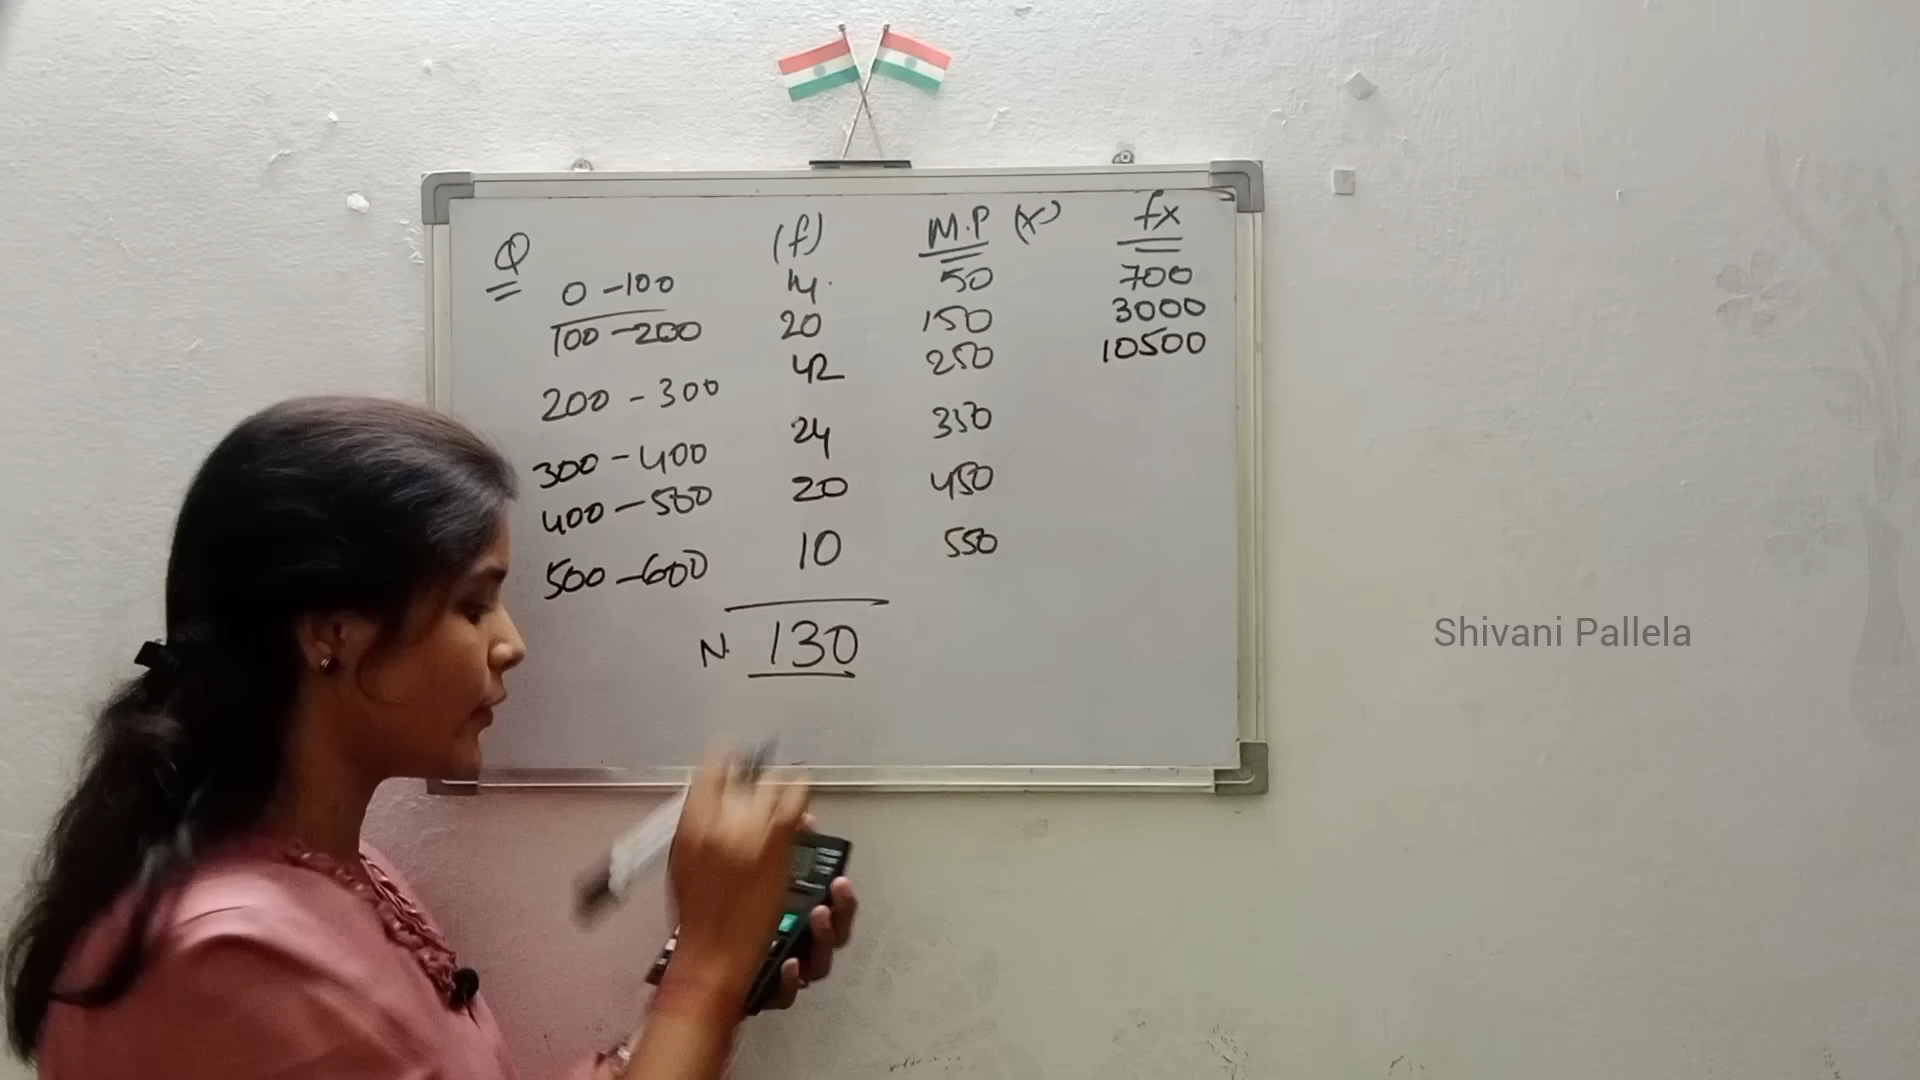 Q (f) M.P (x) fx
0 - 100 14 50 700
100 - 200 20 150 3000
200 - 300 42 250 10500
300 - 400 24 350
400 - 500 20 450
500 - 600 10 550
N. 130
Shivani Pallela